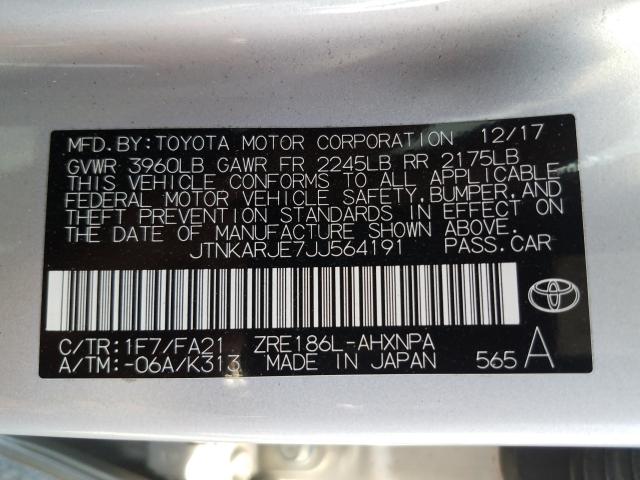 MFD.BY:TOYOTA MOTOR CORPORATION 12/17
GVWR 3960LB GAWR FR 2245LB RR 2175LB
THIS VEHICLE CONFORMS TO ALL APPLICABLE
FEDERAL MOTOR VEHICLE SAFETY,BUMPER,AND
THEFT PREVENTION STANDARDS IN EFFECT ON
THE DATE OF MANUFACTURE SHOWN ABOVE.
JTNKARJE7JJ564191 PASS.CAR
C/TR:1F7/FA21 ZRE186L-AHXNPA
A/TM:-06A/K313 MADE IN JAPAN 565 A